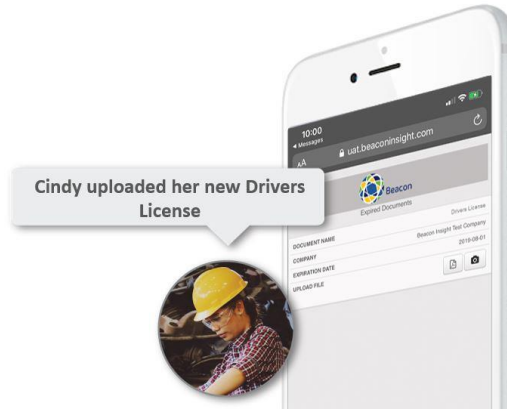 10:00
Messages
AA
uat.beaconinsight.com
Cindy uploaded her new Drivers
License
Beacon
Expired Documents
DOCUMENT NAME Drivers License
COMPANY Beacon Insight Test Company
EXPIRATION DATE 2019-08-01
UPLOAD FILE